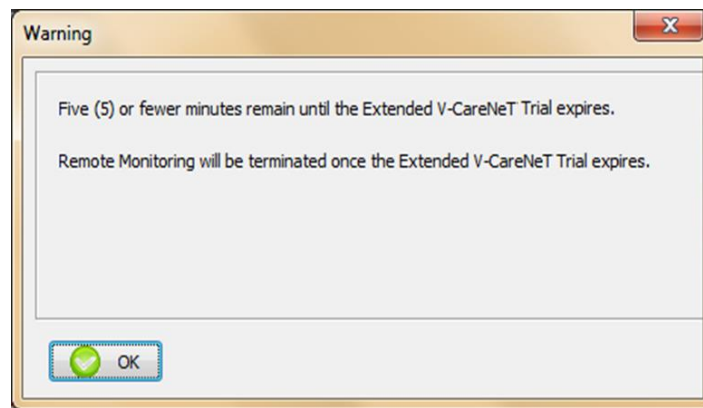 Warning
Five (5) or fewer minutes remain until the Extended V-CareNeT Trial expires.
Remote Monitoring will be terminated once the Extended V-CareNeT Trial expires.
OK